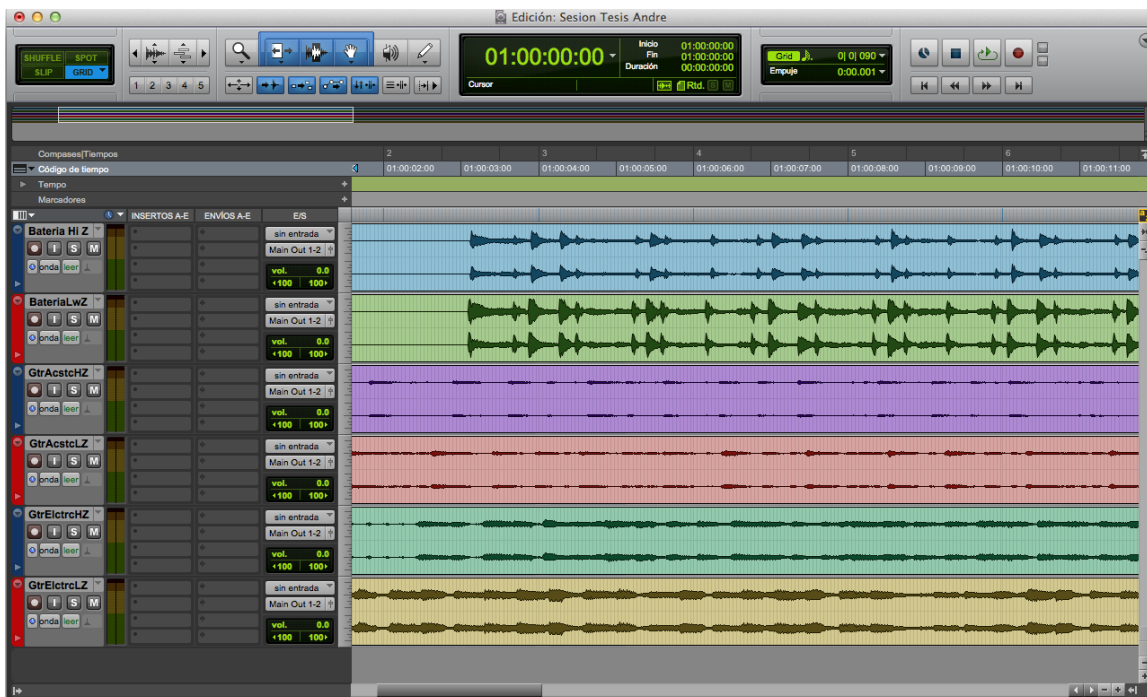 Edición: Sesion Tesis Andre
SHUFFLE SPOT
SLIP GRID
1 2 3 4 5
01:00:00:00
Inicio 01:00:00:00
Fin 01:00:00:00
Duración 00:00:00:00
Cursor
Rtd.
Grid 0| 0| 090
Empuje 0:00.001
Compases|Tiempos 2 3 4 5 6
Código de tiempo 01:00:02:00 01:00:03:00 01:00:04:00 01:00:05:00 01:00:06:00 01:00:07:00 01:00:08:00 01:00:09:00 01:00:10:00 01:00:11:00
Tempo
Marcadores
INSERTOS A-E ENVÍOS A-E E/S
Bateria Hi Z sin entrada
I S M Main Out 1-2
onda leer vol. 0.0
100 100
BateriaLwZ sin entrada
I S M Main Out 1-2
onda leer vol. 0.0
100 100
GtrAcstcHZ sin entrada
I S M Main Out 1-2
onda leer vol. 0.0
100 100
GtrAcstcLZ sin entrada
I S M Main Out 1-2
onda leer vol. 0.0
100 100
GtrElctrcHZ sin entrada
I S M Main Out 1-2
onda leer vol. 0.0
100 100
GtrElctrcLZ sin entrada
I S M Main Out 1-2
onda leer vol. 0.0
100 100